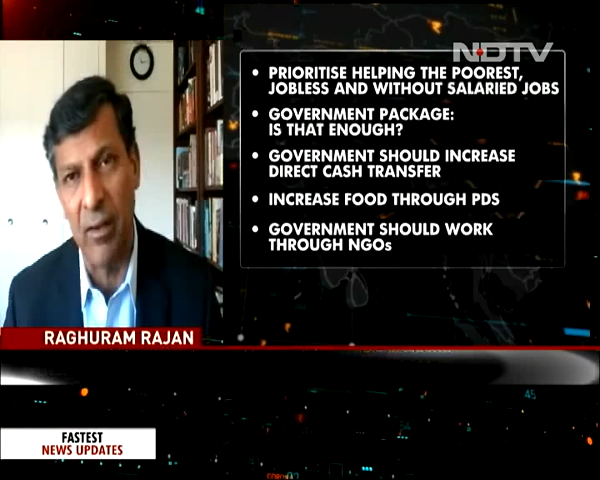 NDTV
• PRIORITISE HELPING THE POOREST,
JOBLESS AND WITHOUT SALARIED JOBS
• GOVERNMENT PACKAGE:
IS THAT ENOUGH?
• GOVERNMENT SHOULD INCREASE
DIRECT CASH TRANSFER
• INCREASE FOOD THROUGH PDS
• GOVERNMENT SHOULD WORK
THROUGH NGOs
RAGHURAM RAJAN
45
FASTEST
NEWS UPDATES